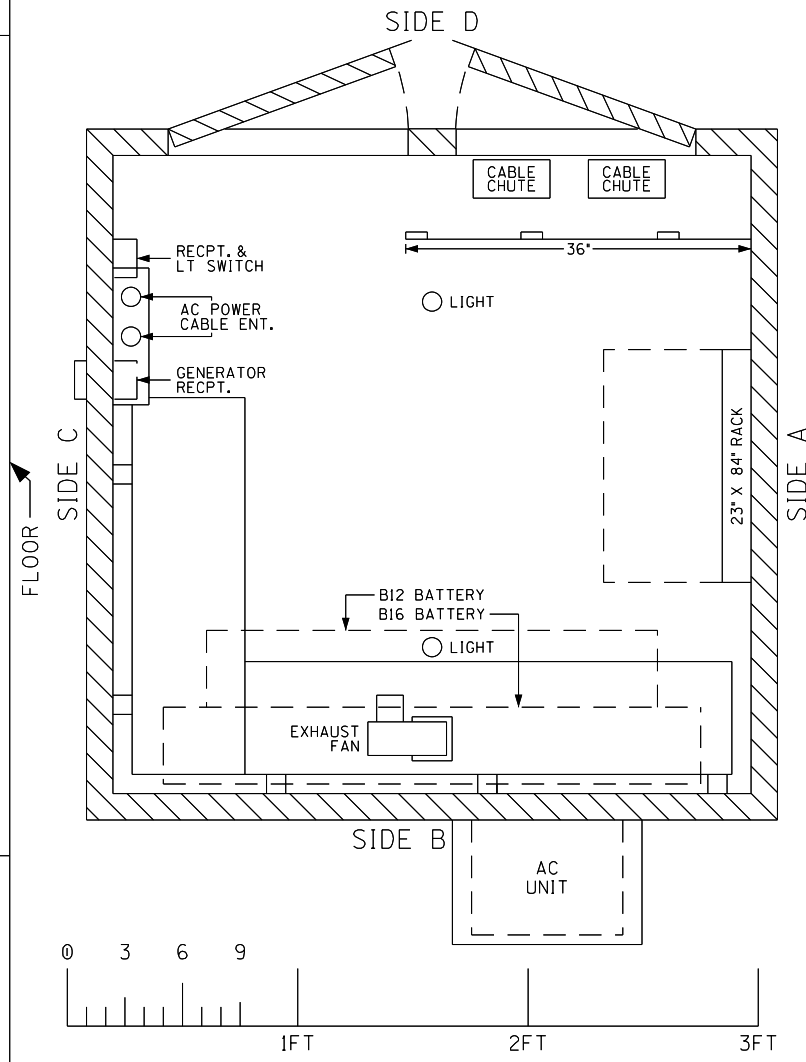 SIDE D
CABLE
CHUTE
CABLE
CHUTE
36"
RECPT. &
LT SWITCH
LIGHT
AC POWER
CABLE ENT.
GENERATOR
RECPT.
SIDE C
23" X 84" RACK
SIDE A
FLOOR
B12 BATTERY
B16 BATTERY
LIGHT
EXHAUST
FAN
SIDE B
AC
UNIT
0 3 6 9
1FT 2FT 3FT